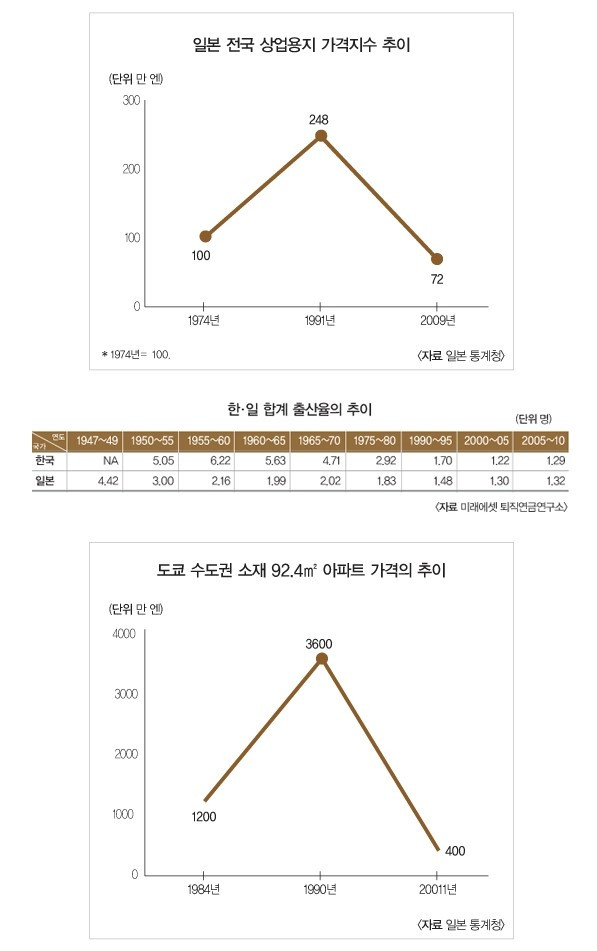 일본 전국 상업용지 가격지수 추이
(단위 만 엔)
300
200
100
0
248
100
72
1974년 1991년 2009년
* 1974년= 100.
〈자료 일본 통계청〉
한·일 합계 출산율의 추이
(단위 명)
국가 연도 1947~49 1950~55 1955~60 1960~65 1965~70 1975~80 1990~95 2000~05 2005~10
한국 NA 5.05 6.22 5.63 4.71 2.92 1.70 1.22 1.29
일본 4.42 3.00 2.16 1.99 2.02 1.83 1.48 1.30 1.32
〈자료 미래에셋 퇴직연금연구소〉
도쿄 수도권 소재 92.4㎡ 아파트 가격의 추이
(단위 만 엔)
4000
3000
2000
1000
0
3600
1200
400
1984년 1990년 20011년
〈자료 일본 통계청〉